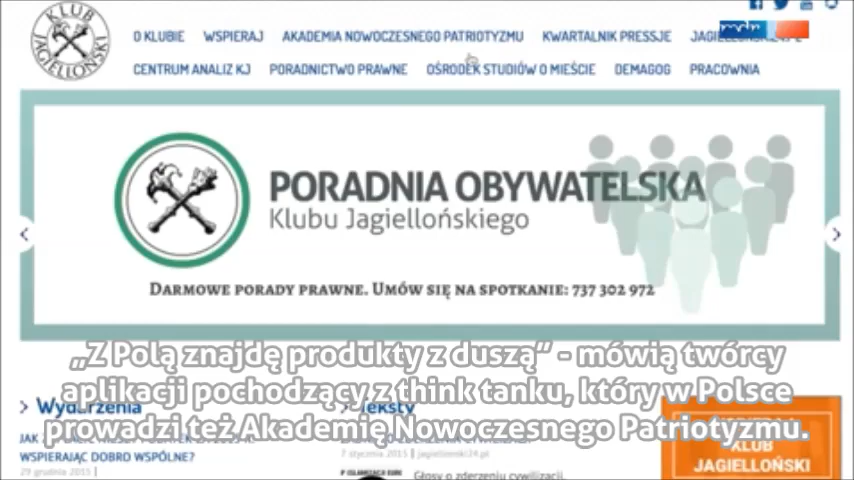 KLUB
JAGIELLOŃSKI
mdr
O KLUBIE WSPIERAJ AKADEMIA NOWOCZESNEGO PATRIOTYZMU KWARTALNIK PRESSJE
CENTRUM ANALIZ KJ PORADNICTWO PRAWNE OŚRODEK STUDIÓW O MIEŚCIE DEMAGOG PRACOWNIA
PORADNIA OBYWATELSKA
Klubu Jagiellońskiego
DARMOWE PORADY PRAWNE. UMÓW SIĘ NA SPOTKANIE: 737 302 972
„Z Polą znajdę produkty z duszą“ - mówią twórcy
aplikacji pochodzący z think tanku, który w Polsce
prowadzi też Akademię Nowoczesnego Patriotyzmu.
Wydarzenia
Teksty
WSPIERAJĄC DOBRO WSPÓLNE?
29 grudnia 2015 |
7 stycznia 2015 | jagiellonski24.pl
Głosy o zderzeniu cywilizacji.
KLUB
JAGIELLOŃSKI